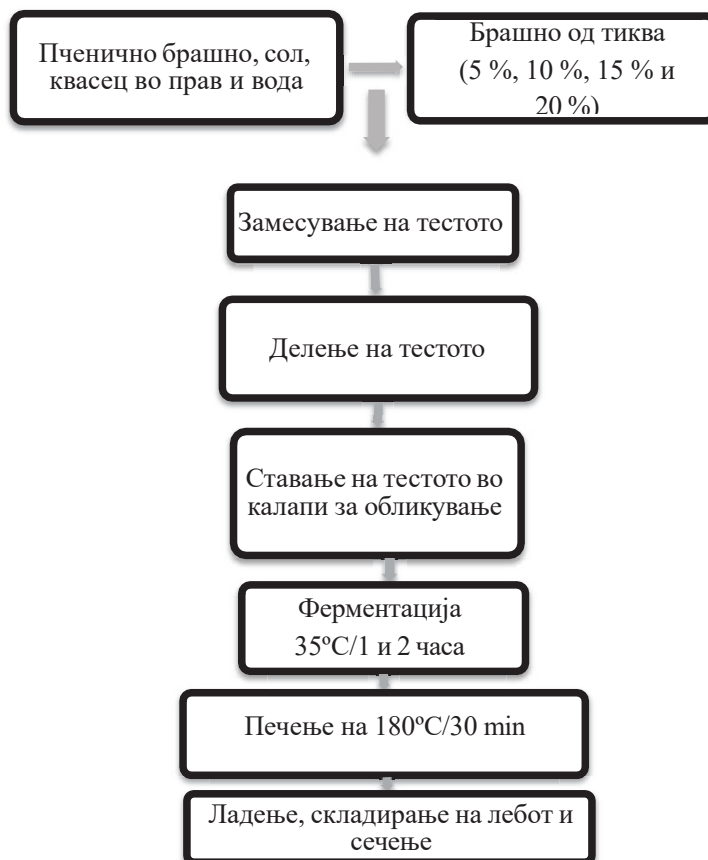 Пченично брашно, сол,
квасец во прав и вода
Брашно од тиква
(5 %, 10 %, 15 % и
20 %)
Замесување на тестото
Делење на тестото
Ставање на тестото во
калапи за обликување
Ферментација
35ºC/1 и 2 часа
Печење на 180ºC/30 min
Ладење, складирање на лебот и
сечење